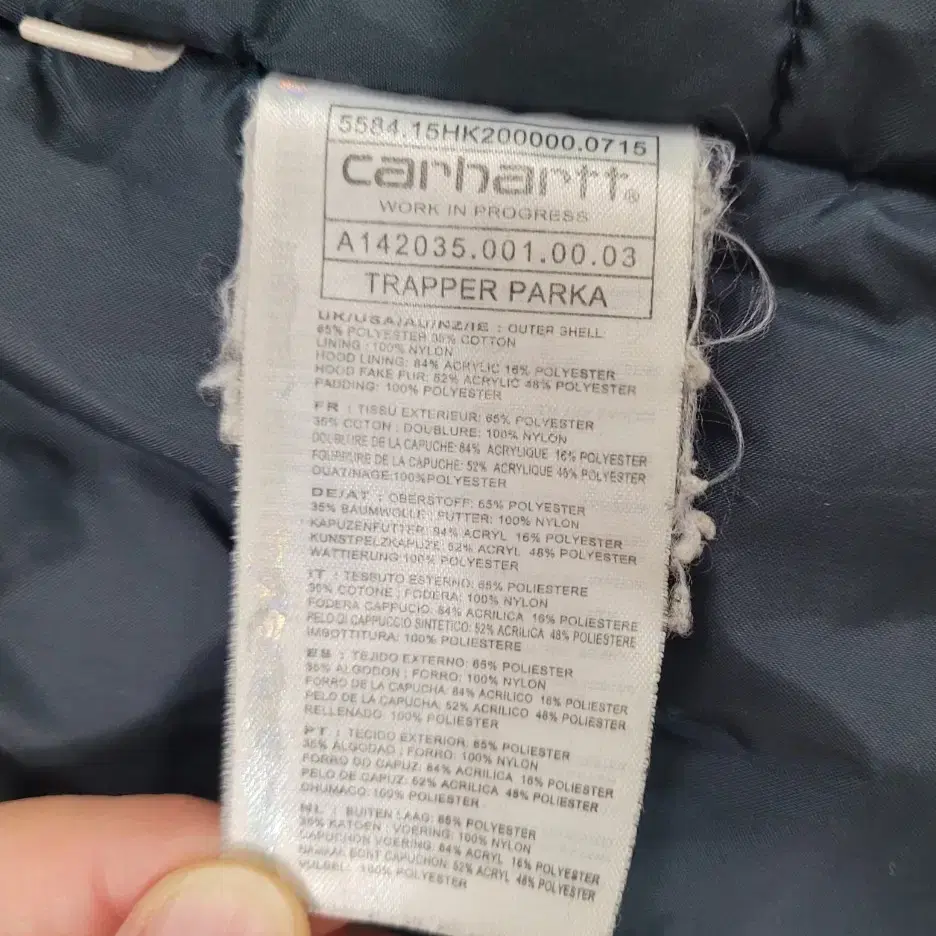 5584.15HK200000.0715
carhartt®
WORK IN PROGRESS
A142035.001.00.03
TRAPPER PARKA
UK/USA/AU/NZ/IE : OUTER SHELL:
65% POLYESTER 35% COTTON
LINING : 100% NYLON
HOOD LINING: 84% ACRYLIC 16% POLYESTER
HOOD FAKE FUR: 52% ACRYLIC 48% POLYESTER
PADDING: 100% POLYESTER
FR : TISSU EXTERIEUR: 65% POLYESTER
35% COTON ; DOUBLURE: 100% NYLON
DOUBLURE DE LA CAPUCHE: 84% ACRYLIQUE 16% POLYESTER
FOURRURE DE LA CAPUCHE: 52% ACRYLIQUE 48% POLYESTER
OUATINAGE:100%POLYESTER
DE/AT : OBERSTOFF: 65% POLYESTER
35% BAUMWOLLE ; FUTTER: 100% NYLON
KAPUZENFUTTER: 84% ACRYL 16% POLYESTER
KUNSTPELZKAPUZE: 52% ACRYL 48% POLYESTER
WATTIERUNG:100% POLYESTER
IT : TESSUTO ESTERNO: 65% POLIESTERE
35% COTONE ; FODERA: 100% NYLON
FODERA CAPPUCIO: 84% ACRILICA 16% POLIESTERE
PELO DI CAPPUCCIO SINTETICO: 52% ACRILICA 48% POLIESTERE
IMBOTTITURA: 100% POLIESTERE
ES : TEJIDO EXTERNO: 65% POLIESTER
35% ALGODON ; FORRO: 100% NYLON
FORRO DE LA CAPUCHA: 84% ACRILICO 16% POLIESTER
PELO DE LA CAPUCHA: 52% ACRILICO 48% POLIESTER
RELLENADO: 100% POLIESTER
PT : TECIDO EXTERIOR: 65% POLIESTER
35% ALGODAO ; FORRO: 100% NYLON
FORRO DO CAPUZ: 84% ACRILICA 16% POLIESTER
PELO DE CAPUZ: 52% ACRILICA 48% POLIESTER
CHUMACO: 100% POLIESTER
NL : BUITEN LAAG: 65% POLYESTER
35% KATOEN ; VOERING: 100% NYLON
CAPUCHON VOERING: 84% ACRYL 16% POLYESTER
BONT CAPUCHON: 52% ACRYL 48% POLYESTER
VULSEL: 100% POLYESTER